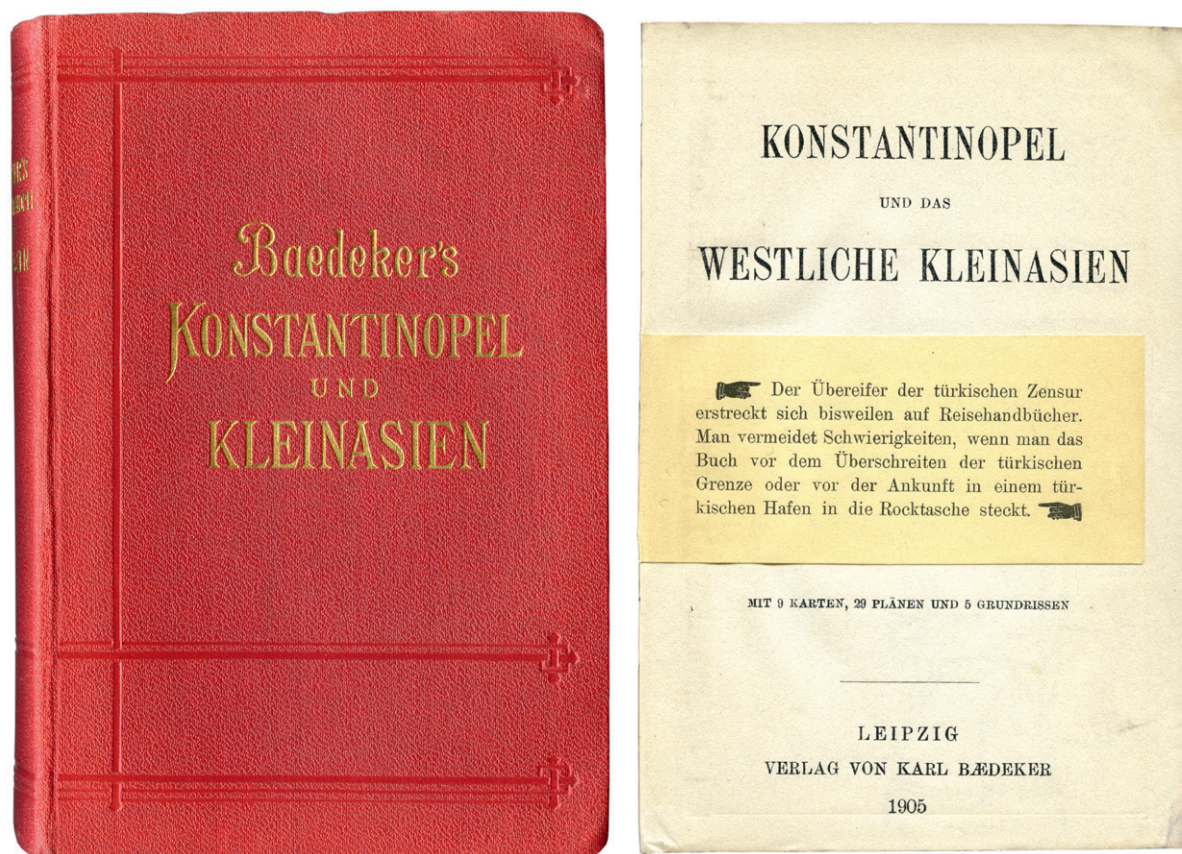 Baedeker's
KONSTANTINOPEL
UND
KLEINASIEN
KONSTANTINOPEL
UND DAS
WESTLICHE KLEINASIEN
Der Übereifer der türkischen Zensur
erstreckt sich bisweilen auf Reisehandbücher.
Man vermeidet Schwierigkeiten, wenn man das
Buch vor dem Überschreiten der türkischen
Grenze oder vor der Ankunft in einem tür-
kischen Hafen in die Rocktasche steckt.
MIT 9 KARTEN, 29 PLÄNEN UND 5 GRUNDRISSEN
LEIPZIG
VERLAG VON KARL BÆDEKER
1905